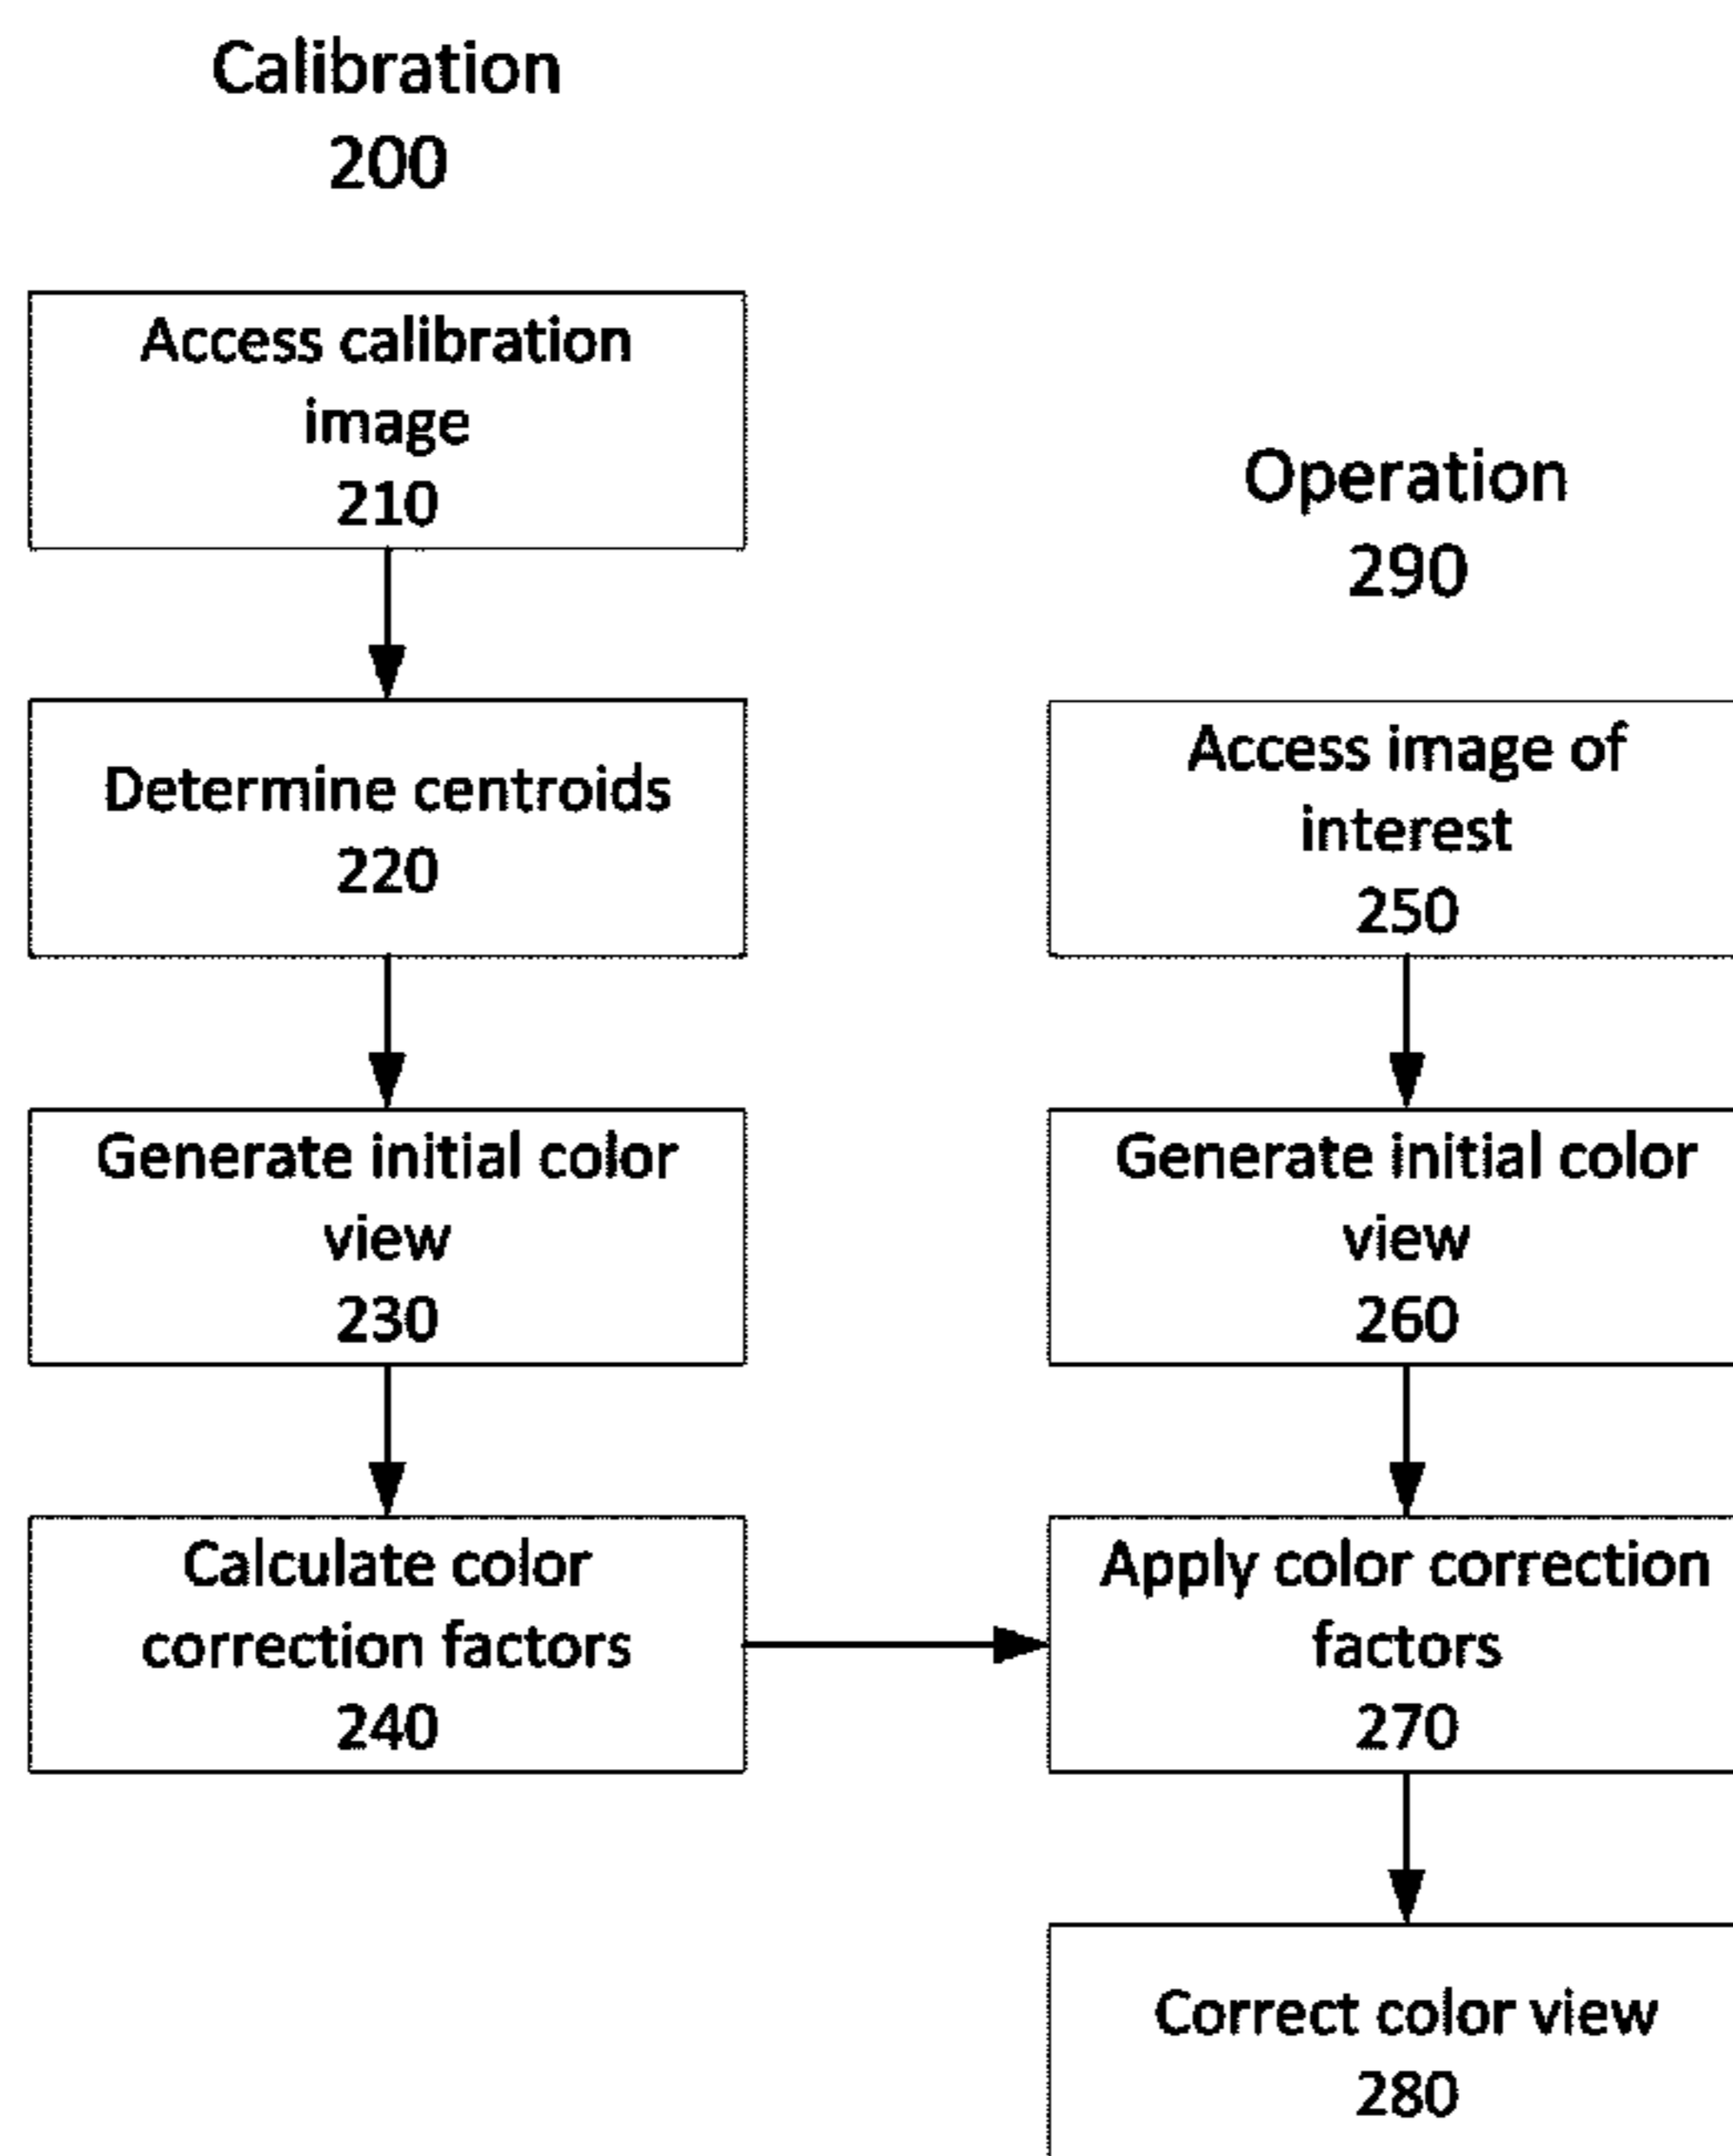 Calibration
200
Access calibration
image
210
Determine centroids
220
Generate initial color
view
230
Calculate color
correction factors
240
Operation
290
Access image of
interest
250
Generate initial color
view
260
Apply color correction
factors
270
Correct color view
280